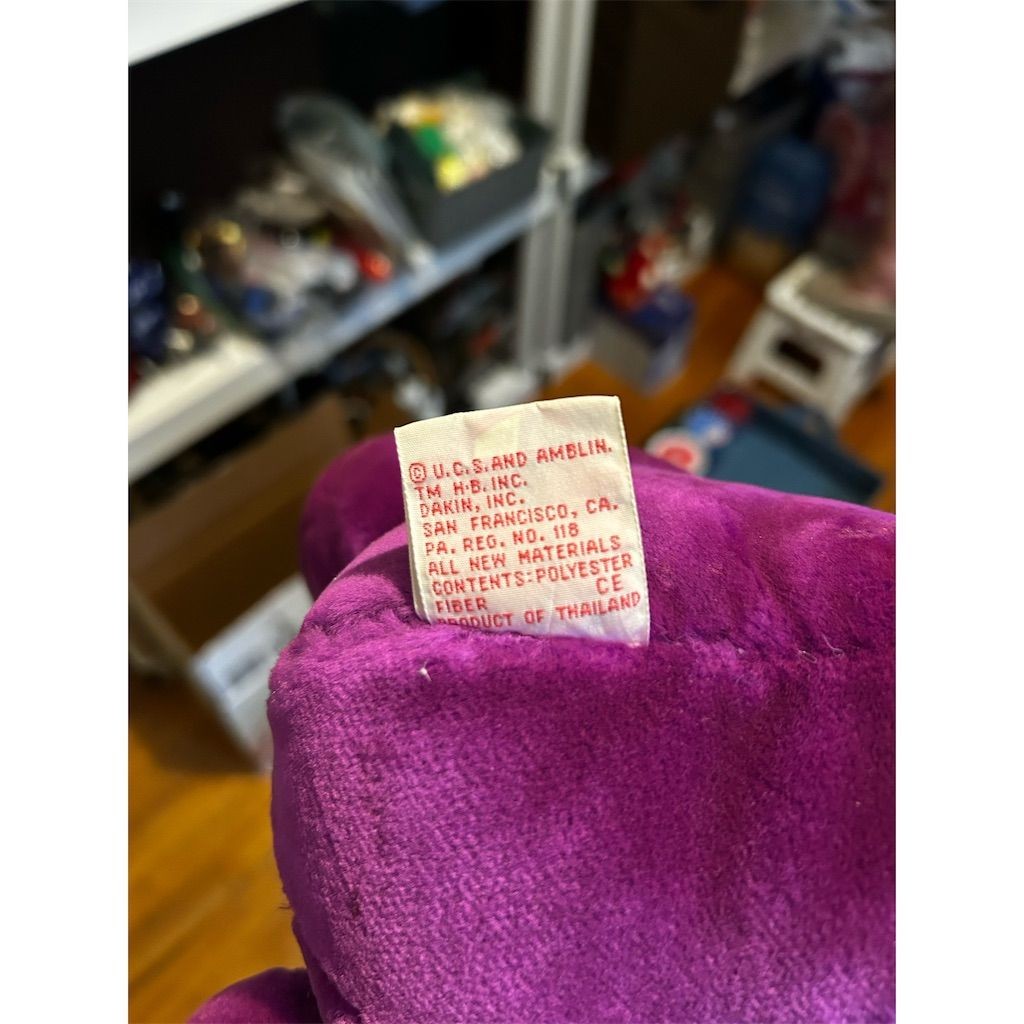 © U.C.S. AND AMBLIN.
TM H-B. INC.
DAKIN, INC.
SAN FRANCISCO, CA.
PA. REG. NO. 118
ALL NEW MATERIALS
CONTENTS: POLYESTER
FIBER CE
PRODUCT OF THAILAND